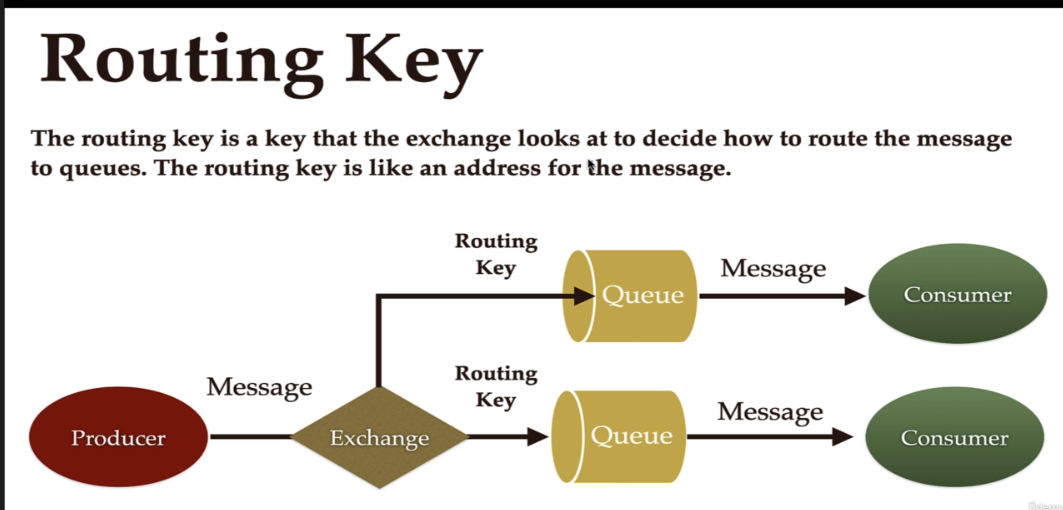 Routing Key
The routing key is a key that the exchange looks at to decide how to route the message
to queues. The routing key is like an address for the message.
Routing
Key
Queue
Message
Consumer
Producer
Message
Exchange
Routing
Key
Queue
Message
Consumer